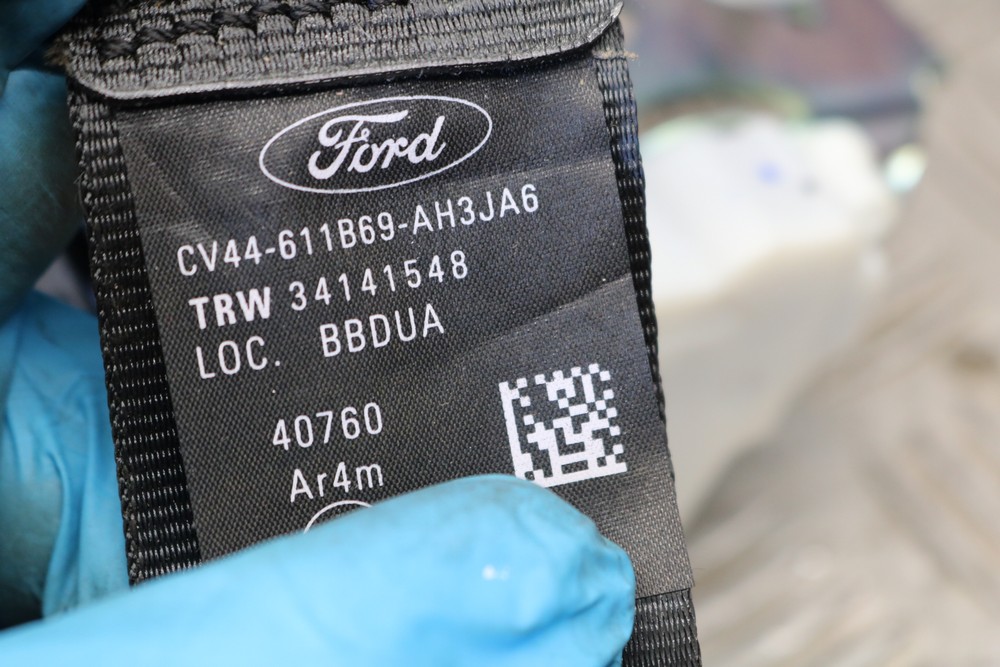 Ford
CV44-611B69-AH3JA6
TRW 34141548
LOC. BBDUA
40760
Ar4m